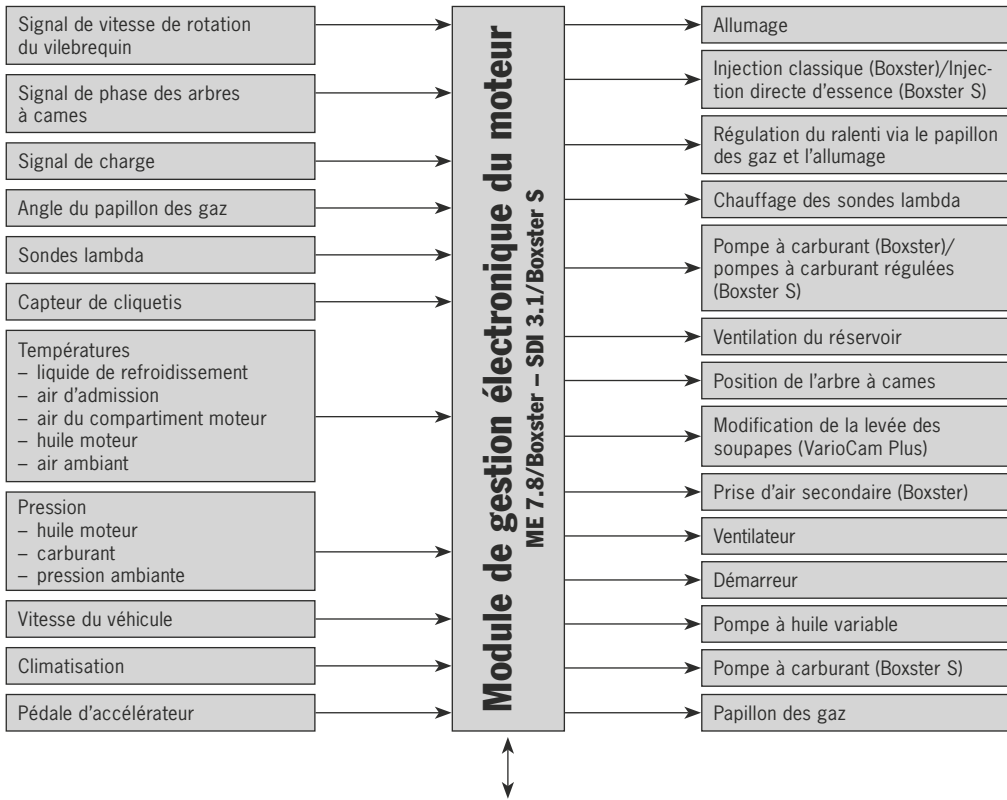 Signal de vitesse de rotation
du vilebrequin
Signal de phase des arbres
à cames
Signal de charge
Angle du papillon des gaz
Sondes lambda
Capteur de cliquetis
Températures
– liquide de refroidissement
– air d'admission
– air du compartiment moteur
– huile moteur
– air ambiant
Pression
– huile moteur
– carburant
– pression ambiante
Vitesse du véhicule
Climatisation
Pédale d'accélérateur
Module de gestion électronique du moteur
ME 7.8/Boxster – SDI 3.1/Boxster S
Allumage
Injection classique (Boxster)/Injec-
tion directe d'essence (Boxster S)
Régulation du ralenti via le papillon
des gaz et l'allumage
Chauffage des sondes lambda
Pompe à carburant (Boxster)/
pompes à carburant régulées
(Boxster S)
Ventilation du réservoir
Position de l'arbre à cames
Modification de la levée des
soupapes (VarioCam Plus)
Prise d'air secondaire (Boxster)
Ventilateur
Démarreur
Pompe à huile variable
Pompe à carburant (Boxster S)
Papillon des gaz